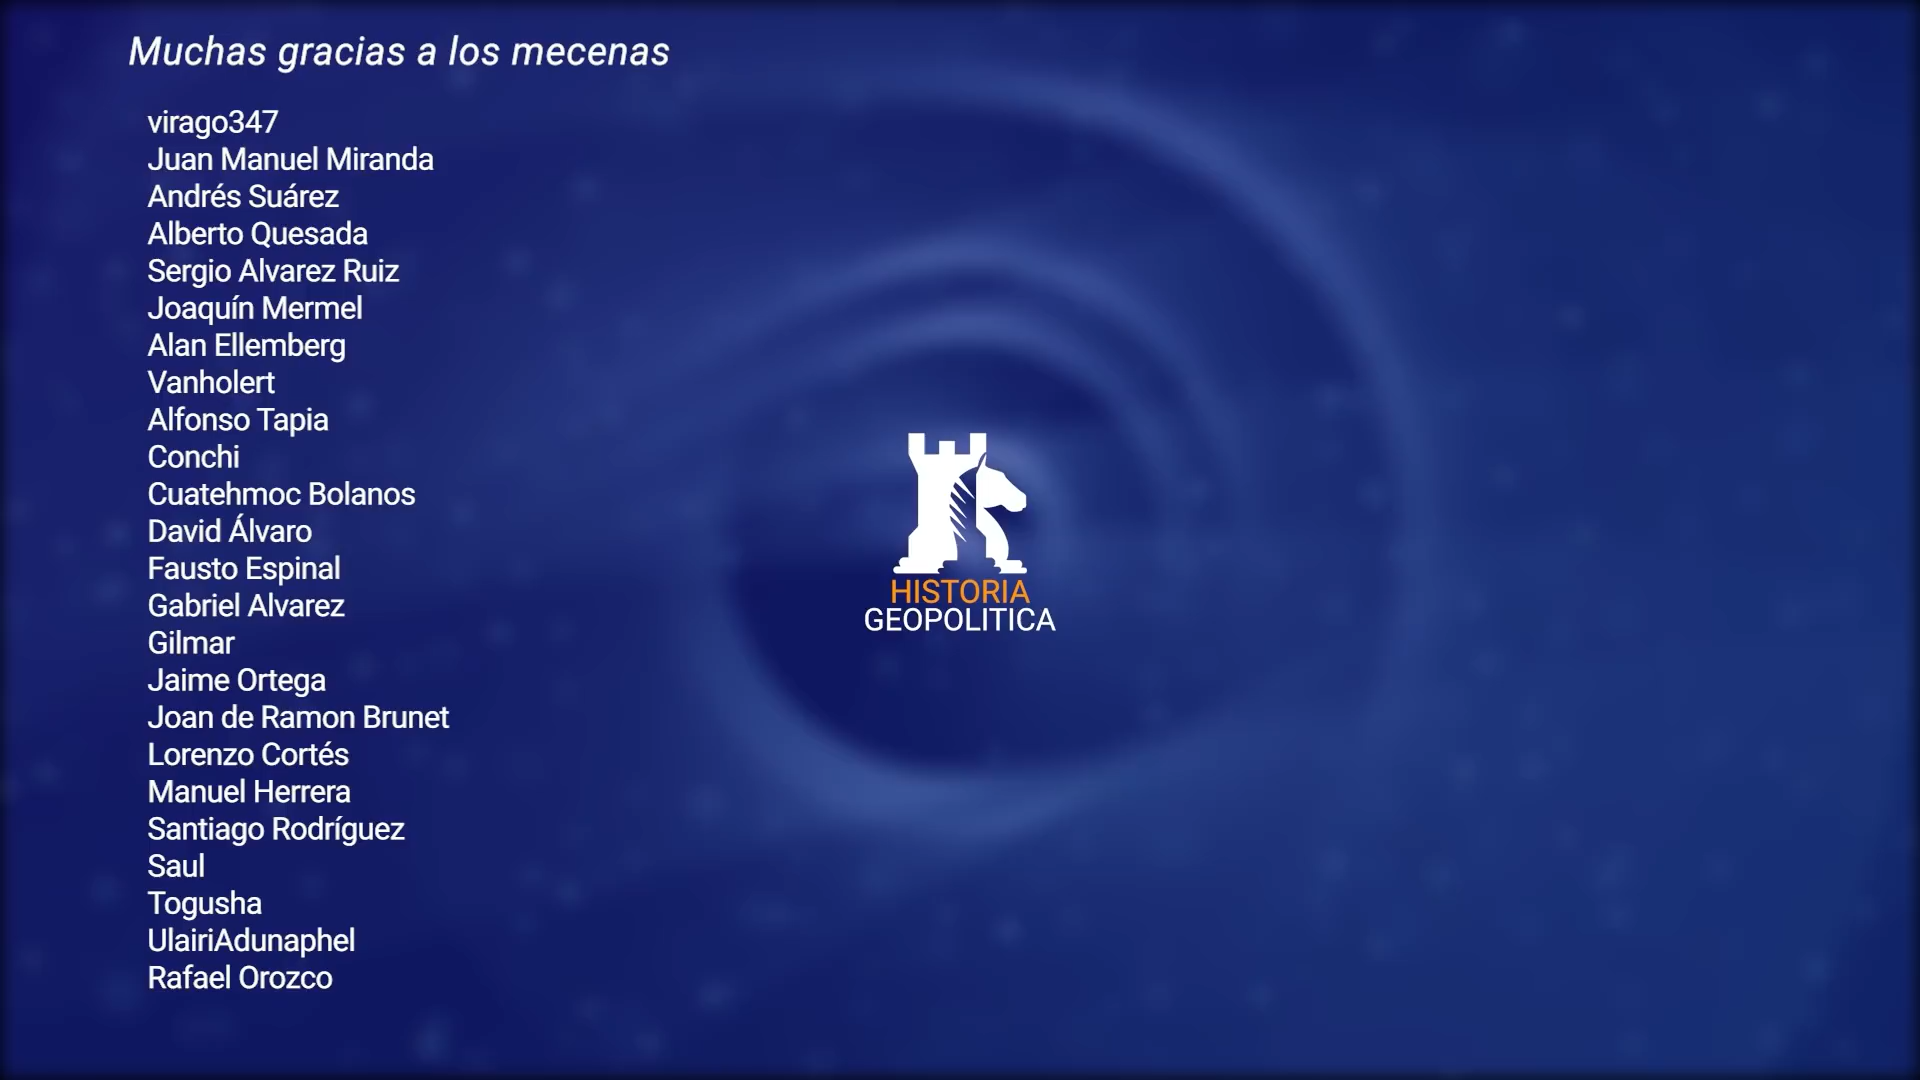 Muchas gracias a los mecenas
virago347
Juan Manuel Miranda
Andrés Suárez
Alberto Quesada
Sergio Alvarez Ruiz
Joaquín Mermel
Alan Ellemberg
Vanholert
Alfonso Tapia
Conchi
Cuatehmoc Bolanos
David Álvaro
Fausto Espinal
Gabriel Alvarez
Gilmar
Jaime Ortega
Joan de Ramon Brunet
Lorenzo Cortés
Manuel Herrera
Santiago Rodríguez
Saul
Togusha
UlairiAdunaphel
Rafael Orozco
HISTORIA
GEOPOLITICA